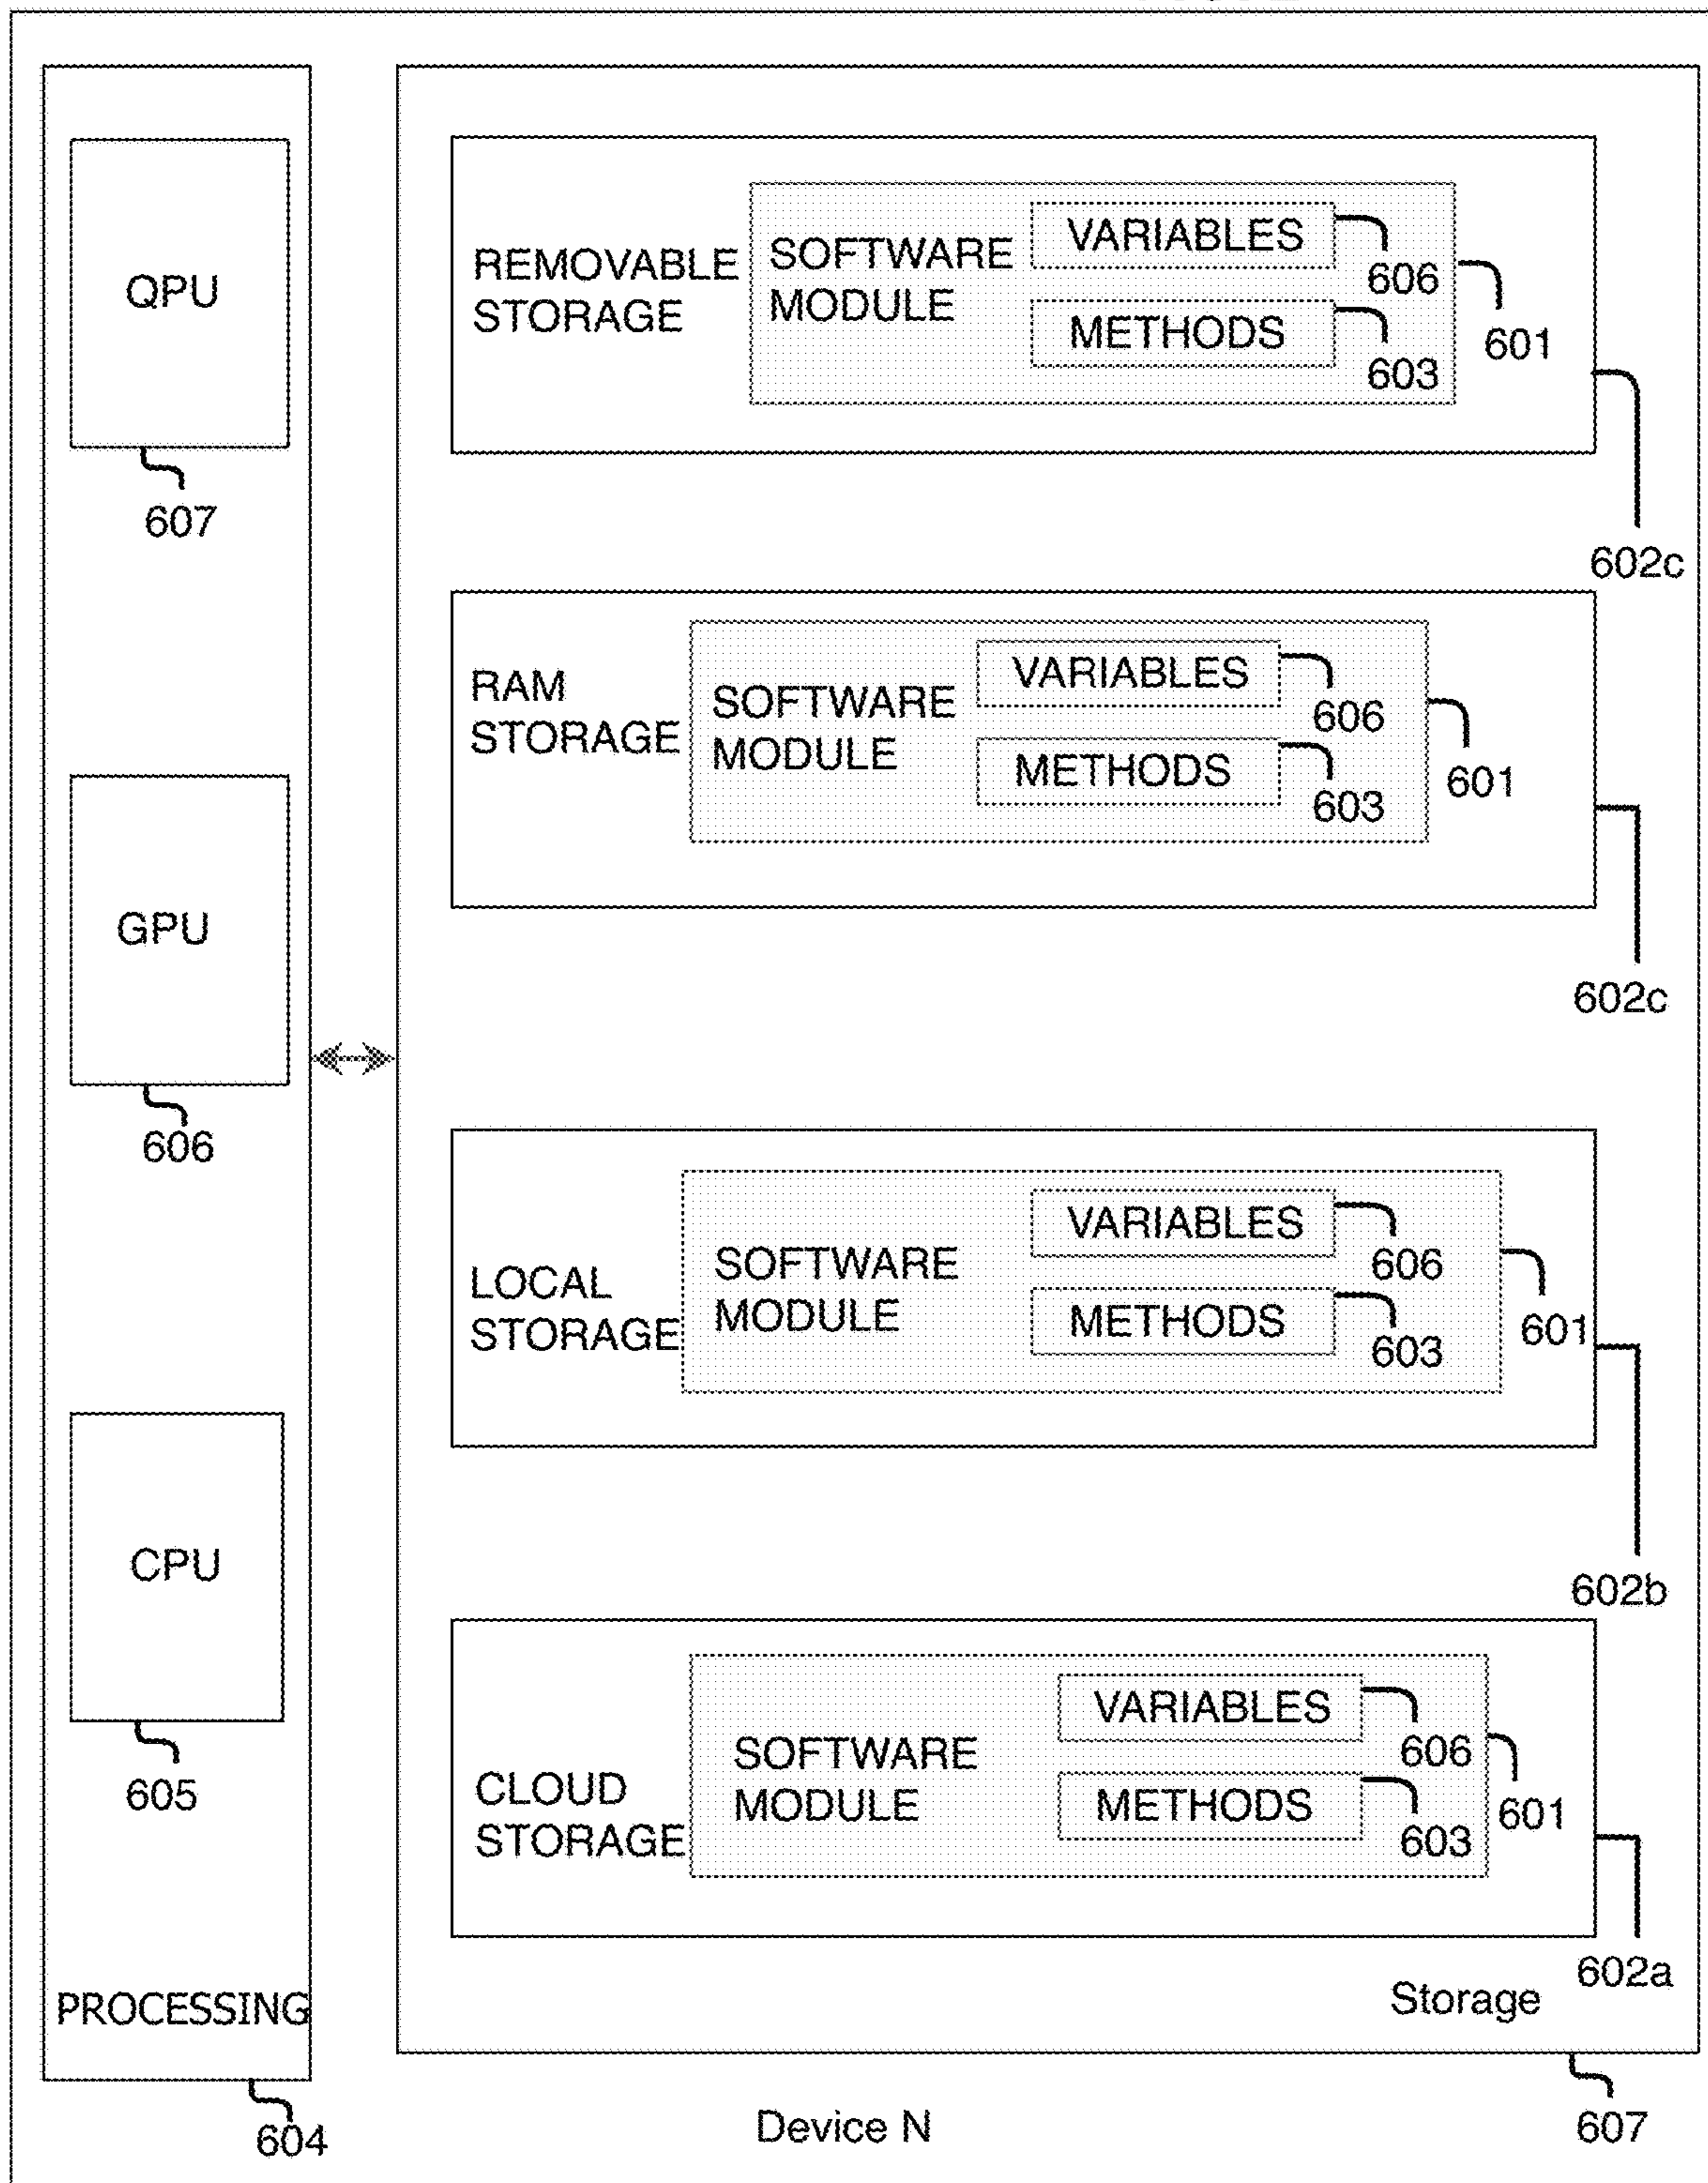 QPU
607
GPU
606
CPU
605
PROCESSING
604
REMOVABLE
STORAGE
SOFTWARE
MODULE
VARIABLES
606
METHODS
603
601
602c
RAM
STORAGE
SOFTWARE
MODULE
VARIABLES
606
METHODS
603
601
602c
LOCAL
STORAGE
SOFTWARE
MODULE
VARIABLES
606
METHODS
603
601
602b
CLOUD
STORAGE
SOFTWARE
MODULE
VARIABLES
606
METHODS
603
601
602a
Storage
607
Device N